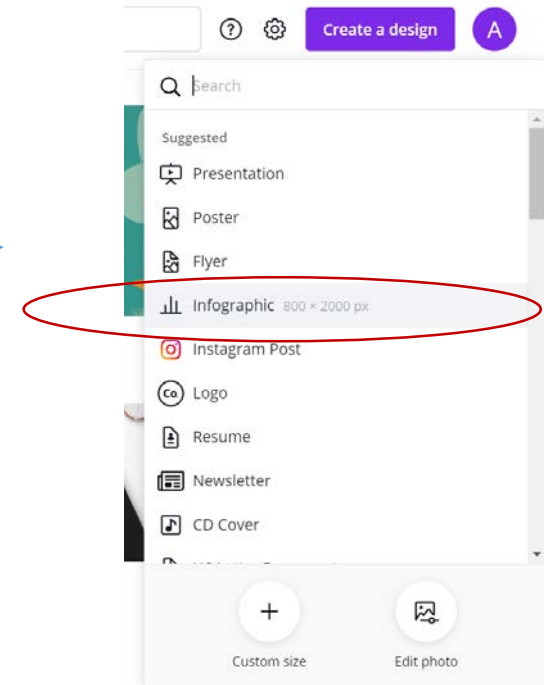 Create a design
A
Search
Suggested
Presentation
Poster
Flyer
Infographic 800 × 2000 px
Instagram Post
Co.
Logo
Resume
Newsletter
CD Cover
Custom size
Edit photo